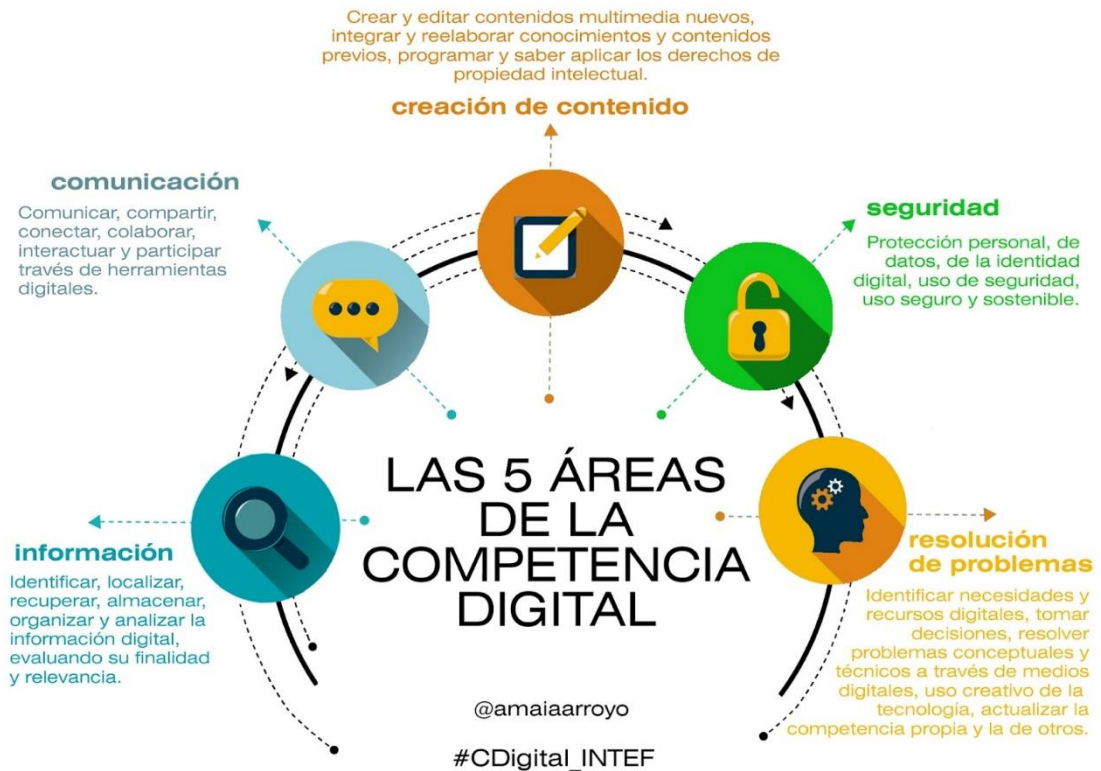 Crear y editar contenidos multimedia nuevos,
integrar y reelaborar conocimientos y contenidos
previos, programar y saber aplicar los derechos de
propiedad intelectual.
creación de contenido
comunicación
Comunicar, compartir,
conectar, colaborar,
interactuar y participar
través de herramientas
digitales.
seguridad
Protección personal, de
datos, de la identidad
digital, uso de seguridad,
uso seguro y sostenible.
información
Identificar, localizar,
recuperar, almacenar,
organizar y analizar la
información digital,
evaluando su finalidad
y relevancia.
LAS 5 ÁREAS
DE LA
COMPETENCIA
DIGITAL
resolución
de problemas
Identificar necesidades y
recursos digitales, tomar
decisiones, resolver
problemas conceptuales y
técnicos a través de medios
digitales, uso creativo de la
tecnología, actualizar la
competencia propia y la de otros.
@amaiaarroyo
#CDigital_INTEF